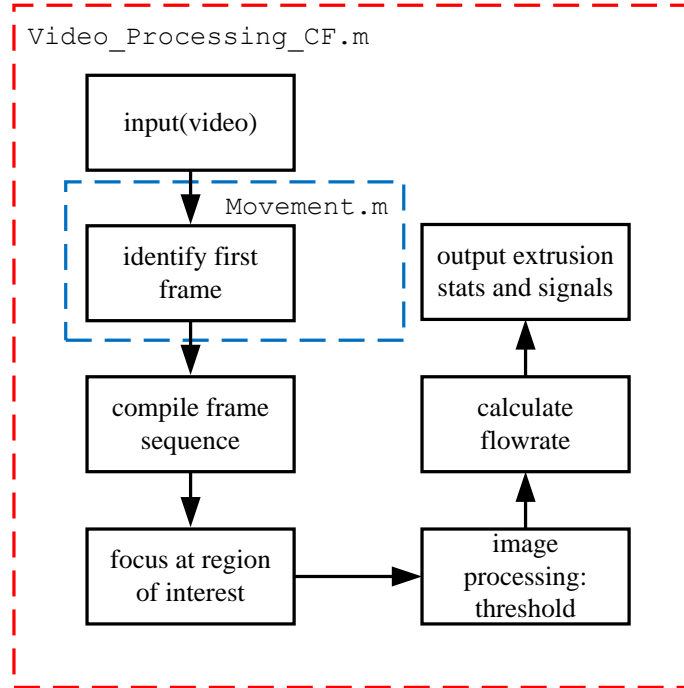 Video_Processing_CF.m
input(video)
Movement.m
identify first
frame
compile frame
sequence
focus at region
of interest
image
processing:
threshold
calculate
flowrate
output extrusion
stats and signals